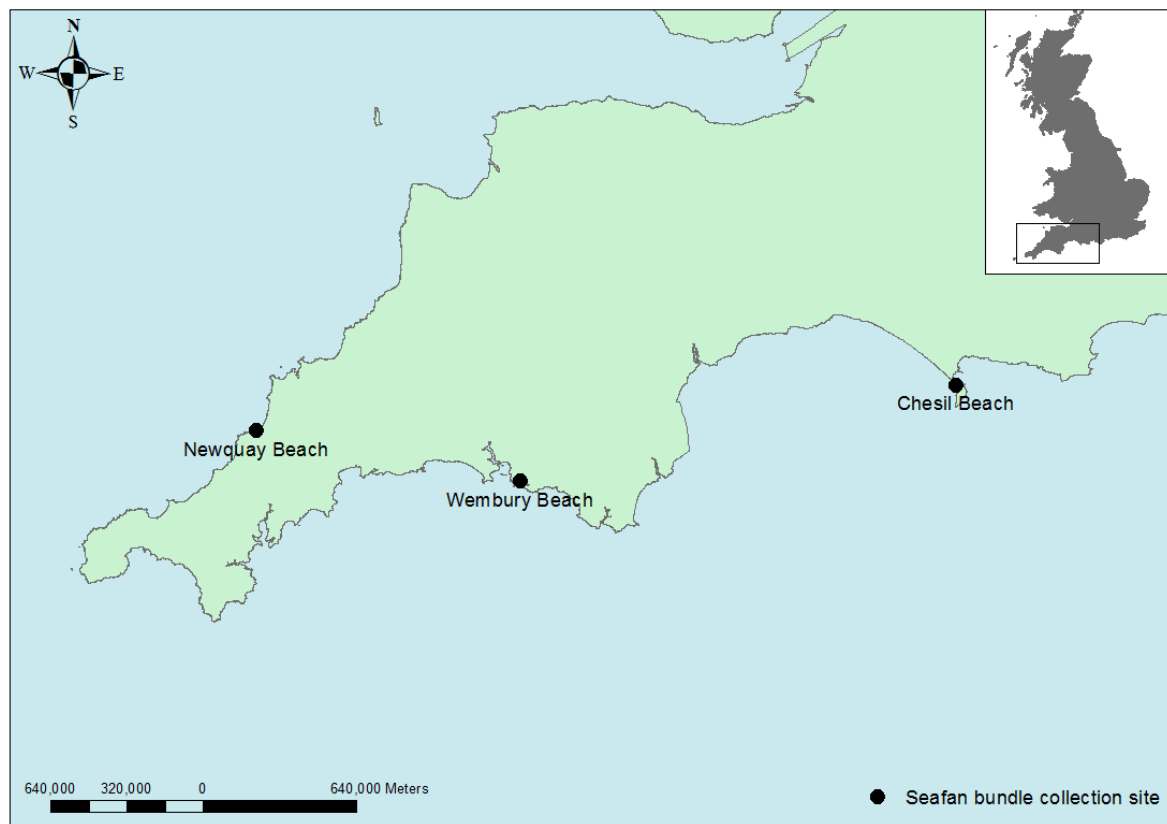 N
W E
S
Newquay Beach
Wembury Beach
Chesil Beach
640,000 320,000 0 640,000 Meters
Seafan bundle collection site